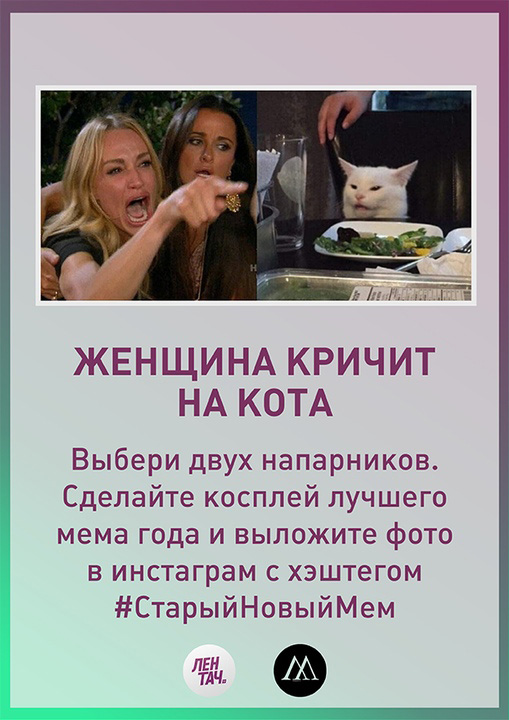 ЖЕНЩИНА КРИЧИТ
НА КОТА
Выбери двух напарников.
Сделайте косплей лучшего
мема года и выложите фото
в инстаграм с хэштегом
#СтарыйНовыйМем
ЛЕН
ТАЧ